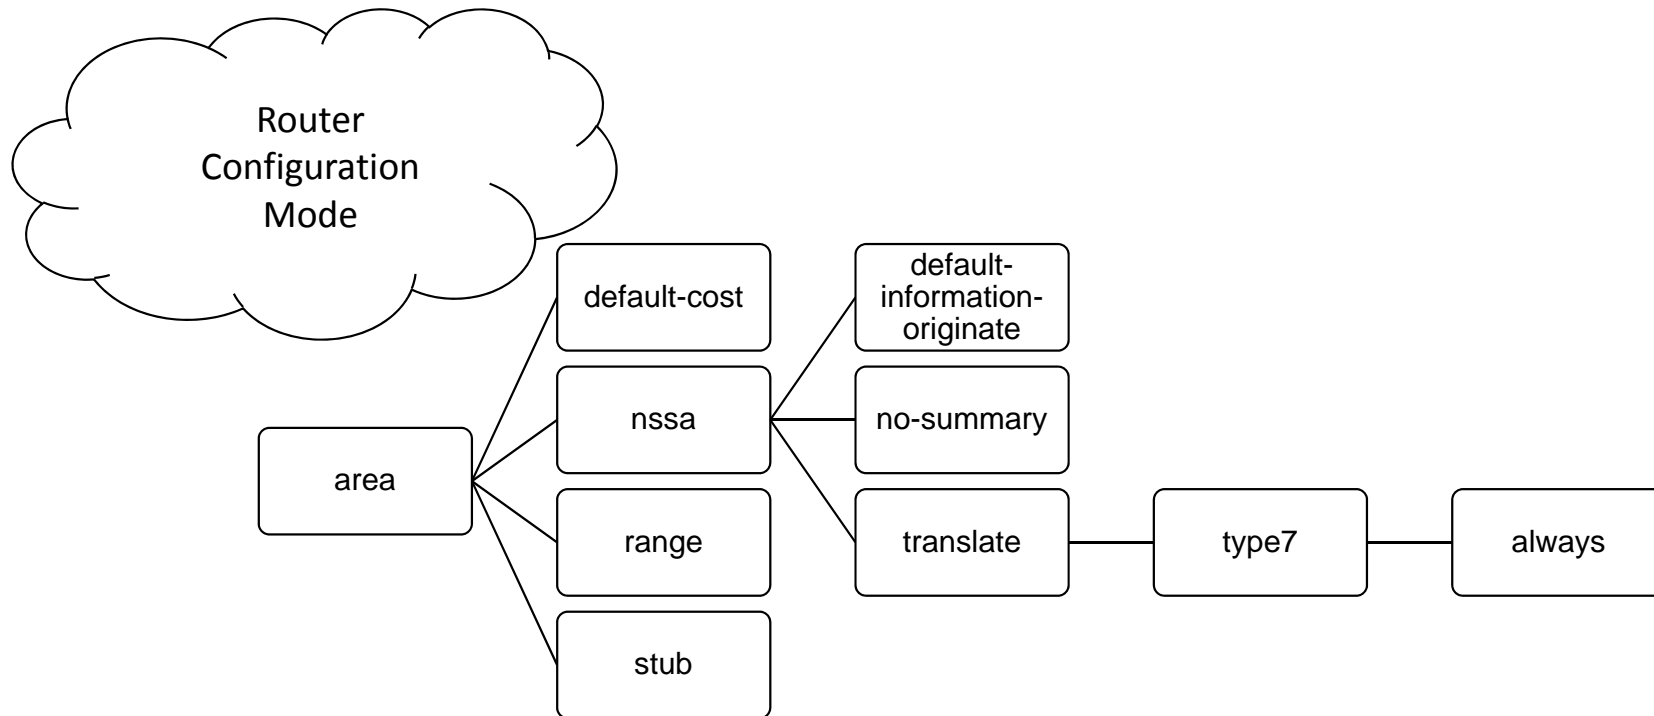 Router
Configuration
Mode
default-cost
default-
information-
originate
nssa
no-summary
area
range
translate
type7
always
stub